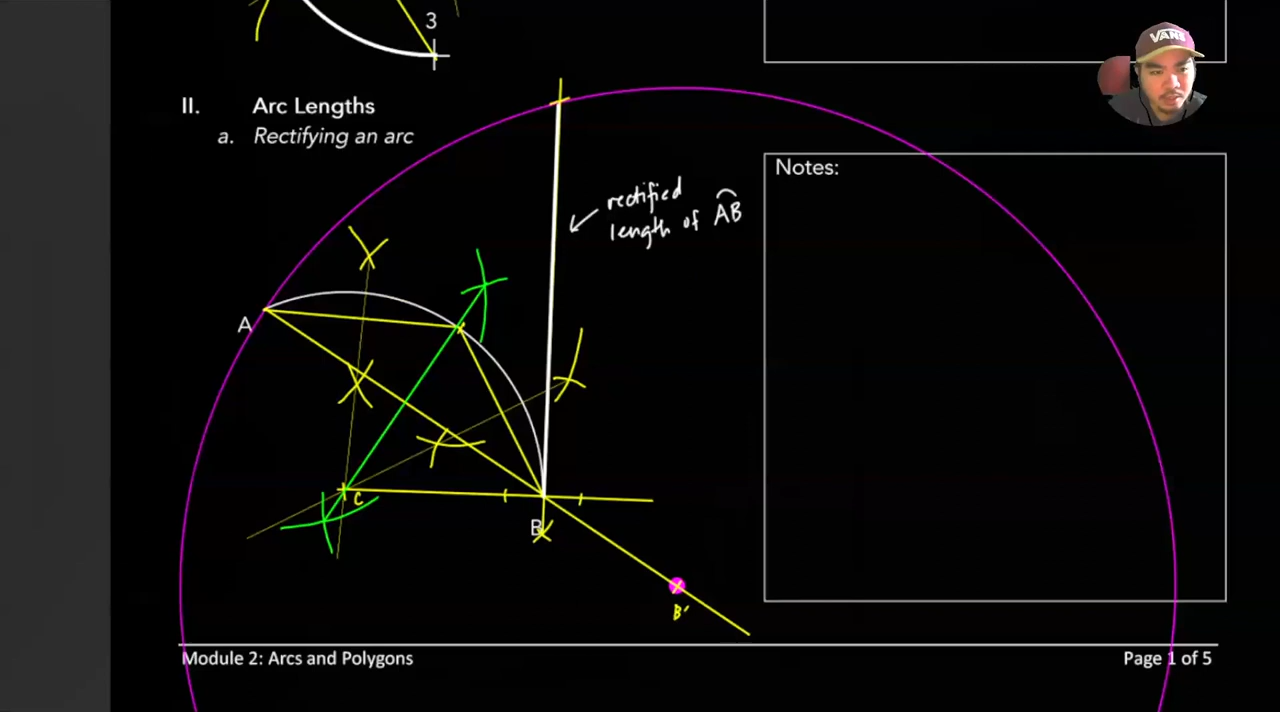 3
VANS
II. Arc Lengths
a. Rectifying an arc
Notes:
rectified
length of AB
A
C
B
B'
Module 2: Arcs and Polygons
Page 1 of 5